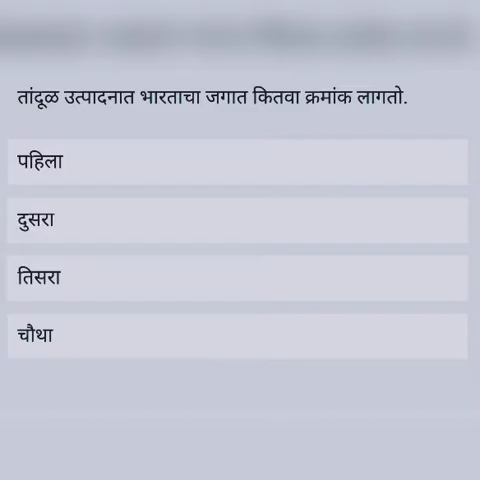 तांदूळ उत्पादनात भारताचा जगात कितवा क्रमांक लागतो.
पहिला
दुसरा
तिसरा
चौथा